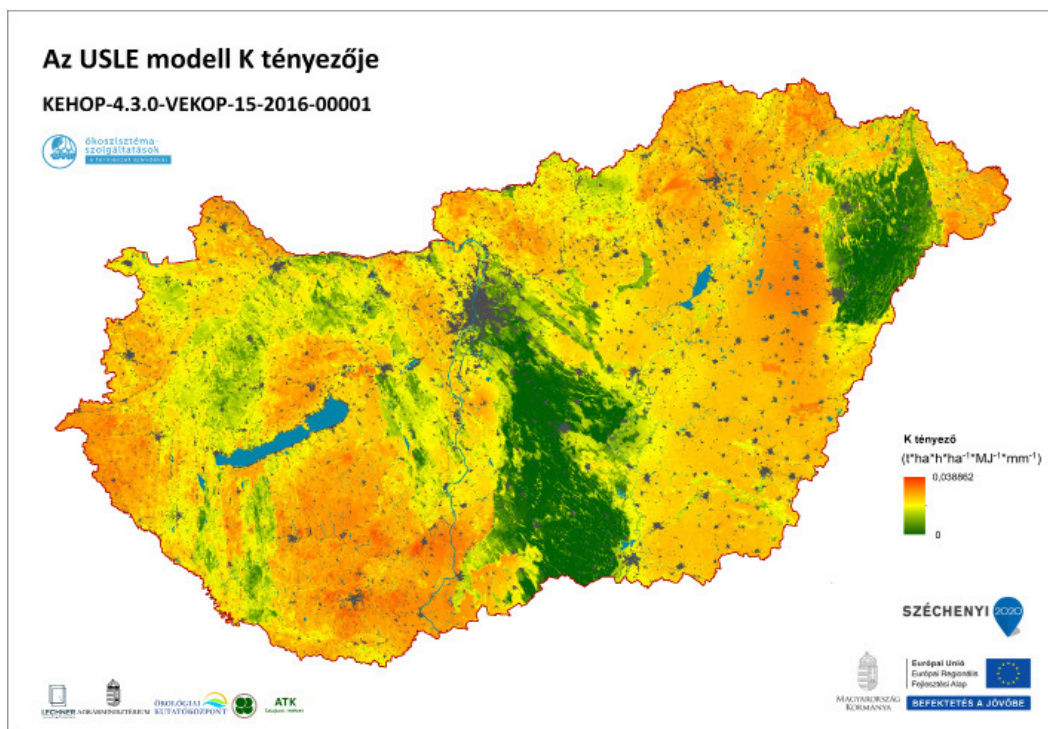 Az USLE modell K tényezője
KEHOP-4.3.0-VEKOP-15-2016-00001
ökoszisztéma-
szolgáltatások
a természet ajándékai
K tényező
(t*ha*h*ha⁻¹*MJ⁻¹*mm⁻¹)
0,038862
0
SZÉCHENYI 2020
MAGYARORSZÁG
KORMÁNYA
Európai Unió
Európai Regionális
Fejlesztési Alap
BEFEKTETÉS A JÖVŐBE
LECHNER
AGRÁRMINISZTÉRIUM
ÖKOLÓGIAI
KUTATÓKÖZPONT
ATK